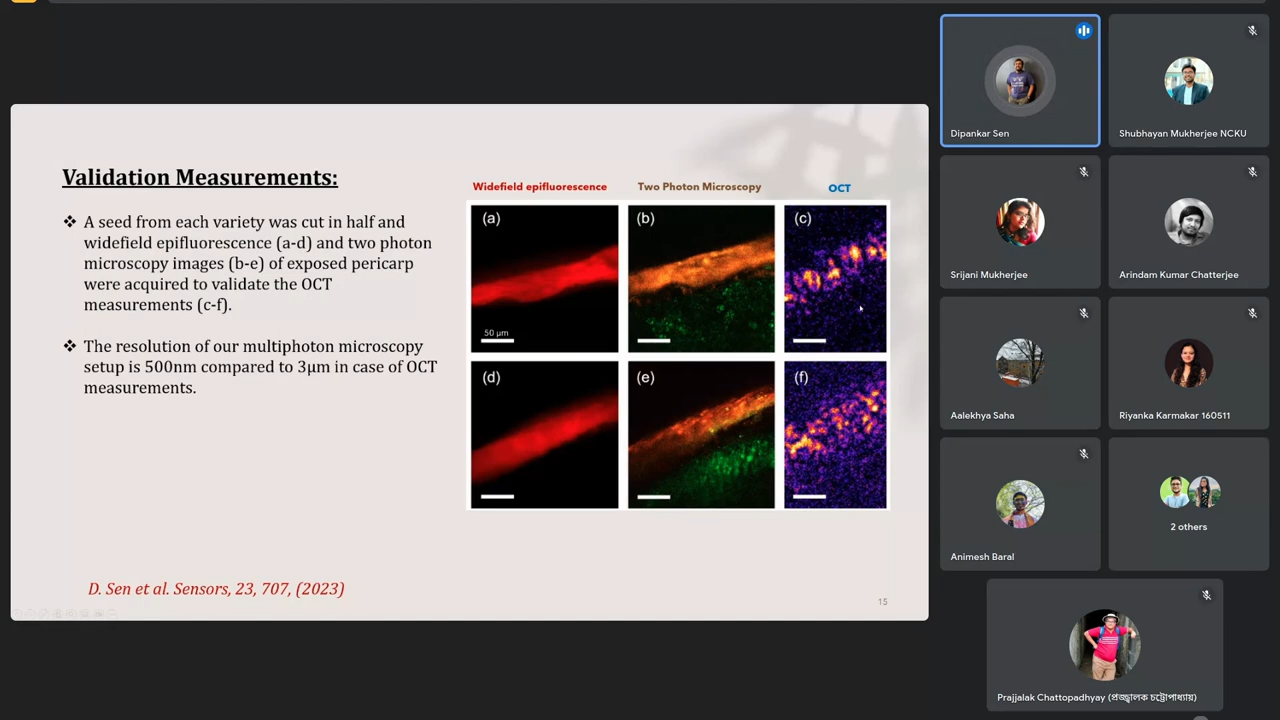 Validation Measurements:
❖ A seed from each variety was cut in half and
widefield epifluorescence (a-d) and two photon
microscopy images (b-e) of exposed pericarp
were acquired to validate the OCT
measurements (c-f).
❖ The resolution of our multiphoton microscopy
setup is 500nm compared to 3μm in case of OCT
measurements.
Widefield epifluorescence
Two Photon Microscopy
OCT
(a)
(b)
(c)
50 μm
(d)
(e)
(f)
D. Sen et al. Sensors, 23, 707, (2023)
15
Dipankar Sen
Shubhayan Mukherjee NCKU
Srijani Mukherjee
Arindam Kumar Chatterjee
Aalekhya Saha
Riyanka Karmakar 160511
Animesh Baral
2 others
Prajjalak Chattopadhyay (প্রজ্জ্বালক চট্টোপাধ্যায়)